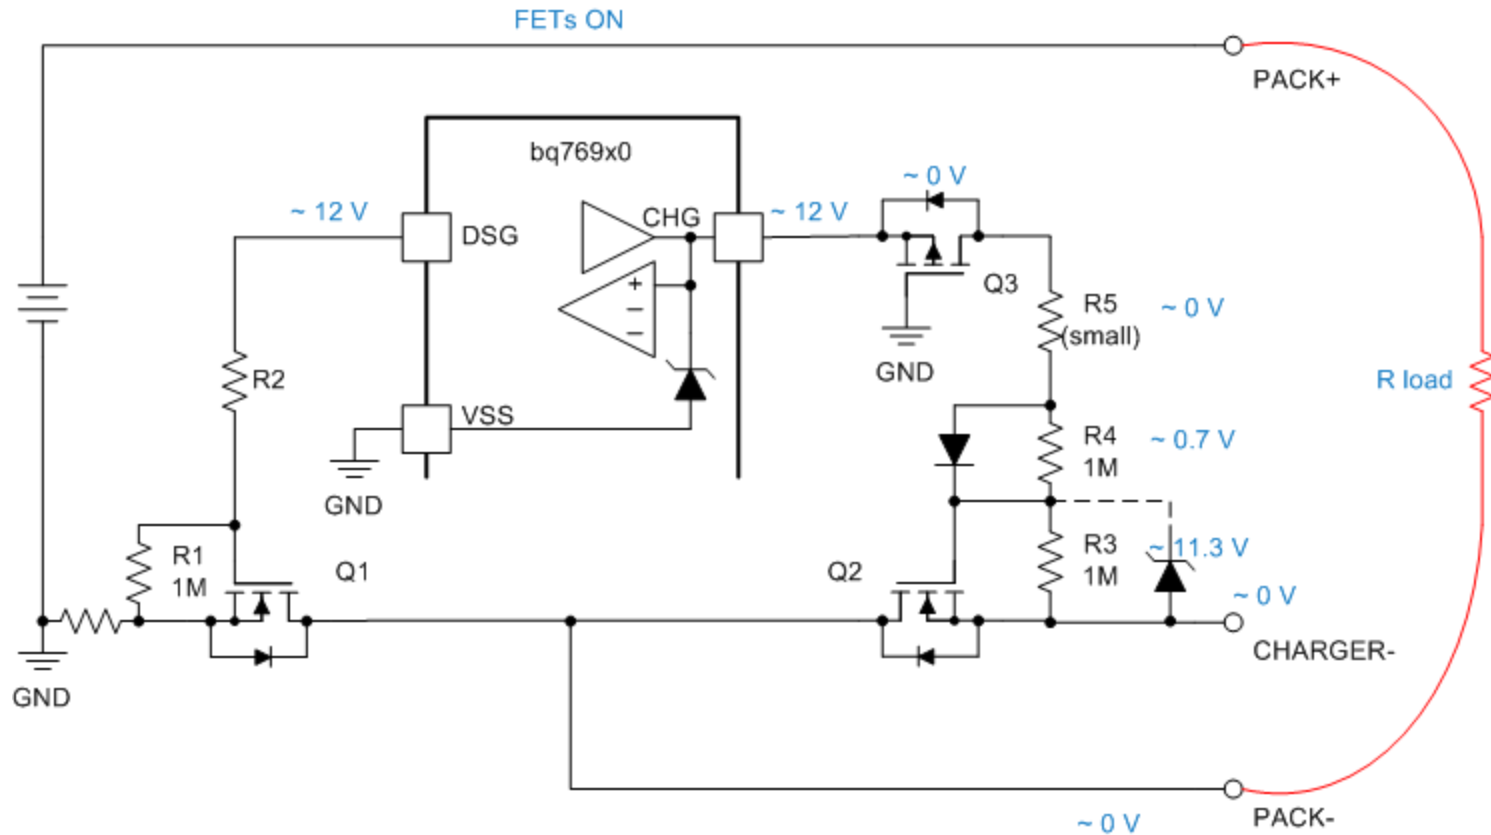 FETs ON
PACK+
bq769x0
~ 0 V
~ 12 V
CHG
~ 12 V
DSG
Q3
R5
(small)
~ 0 V
GND
R2
R load
VSS
R4
1M
~ 0.7 V
GND
R1
1M
Q1
Q2
R3
1M
~ 11.3 V
~ 0 V
CHARGER-
GND
PACK-
~ 0 V